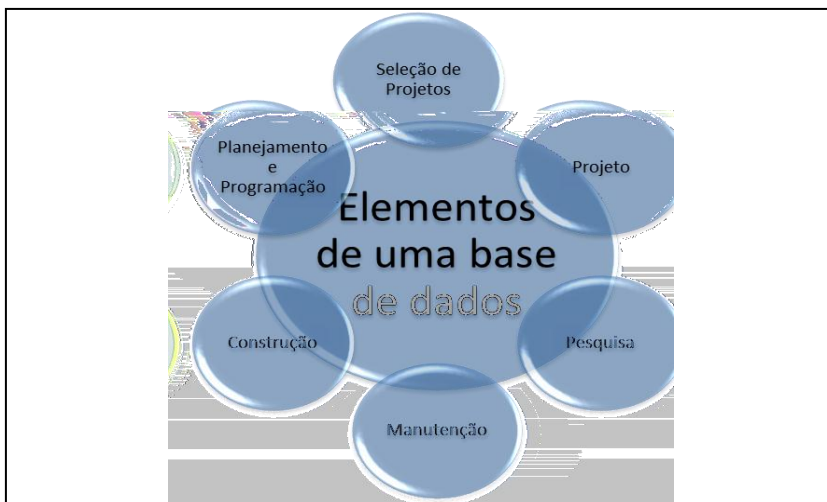 Seleção de
Projetos
Planejamento
e
Programação
Projeto
Elementos
de uma base
de dados
Construção
Pesquisa
Manutenção